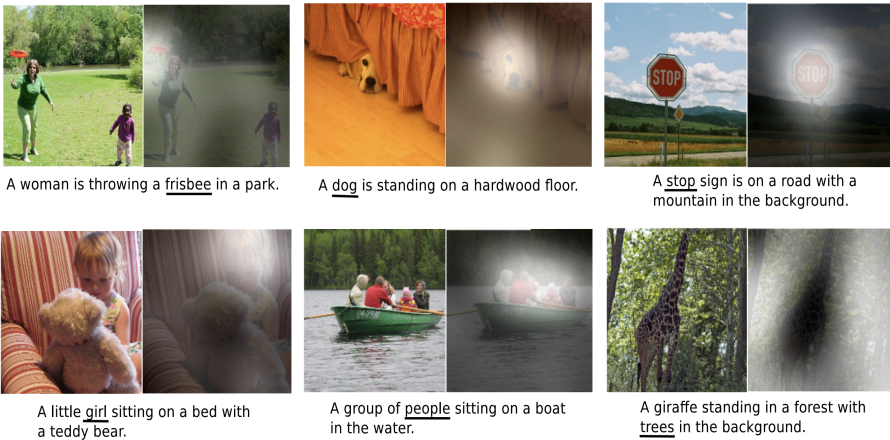 A woman is throwing a frisbee in a park.
A dog is standing on a hardwood floor.
STOP
STOP
A stop sign is on a road with a
mountain in the background.
A little girl sitting on a bed with
a teddy bear.
A group of people sitting on a boat
in the water.
A giraffe standing in a forest with
trees in the background.